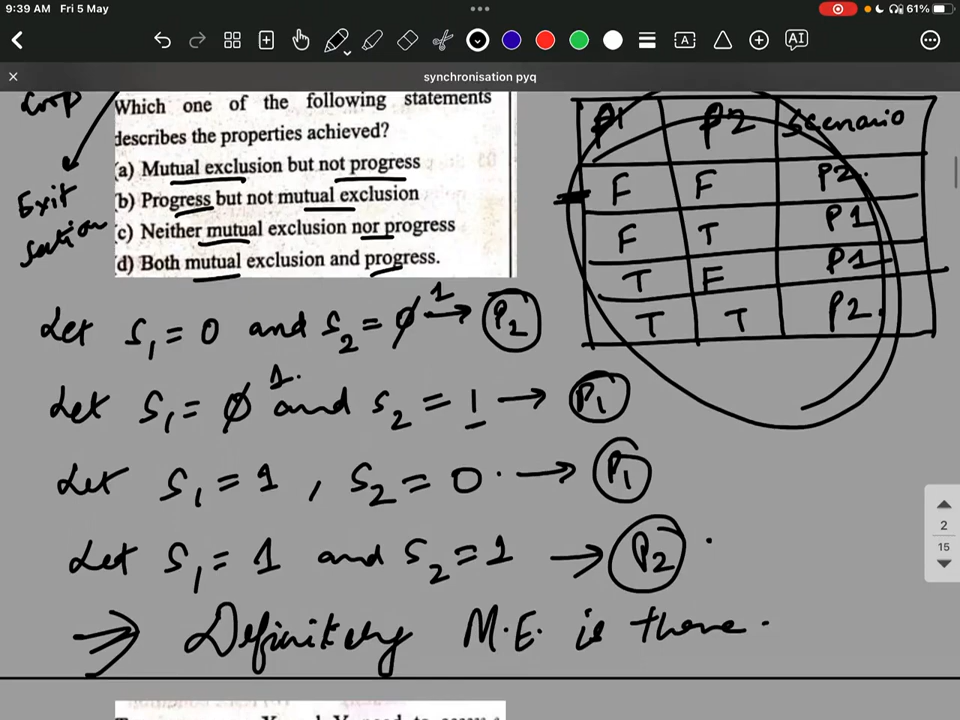 9:39 AM Fri 5 May
61%
AI
synchronisation pyq
Loop
Which one of the following statements
describes the properties achieved?
(a) Mutual exclusion but not progress
(b) Progress but not mutual exclusion
(c) Neither mutual exclusion nor progress
(d) Both mutual exclusion and progress.
Exit
Section
P1 P2 Scenario
F F P2.
F T P1
T F P1
T T P2.
Let S1 = 0 and S2 = 0 1 → P2
Let S1 = 0 1. and S2 = 1 → P1
Let S1 = 1 , S2 = 0. → P1
Let S1 = 1 and S2 = 1 → P2 .
⇒ Definitely M.E. is there.
2
15